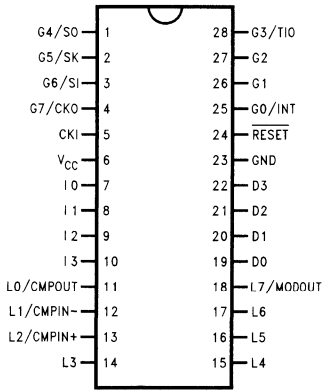 G4/SO 1 28 G3/TIO
G5/SK 2 27 G2
G6/SI 3 26 G1
G7/CKO 4 25 G0/INT
CKI 5 24 RESET
VCC 6 23 GND
I0 7 22 D3
I1 8 21 D2
I2 9 20 D1
I3 10 19 D0
L0/CMPOUT 11 18 L7/MODOUT
L1/CMPIN- 12 17 L6
L2/CMPIN+ 13 16 L5
L3 14 15 L4